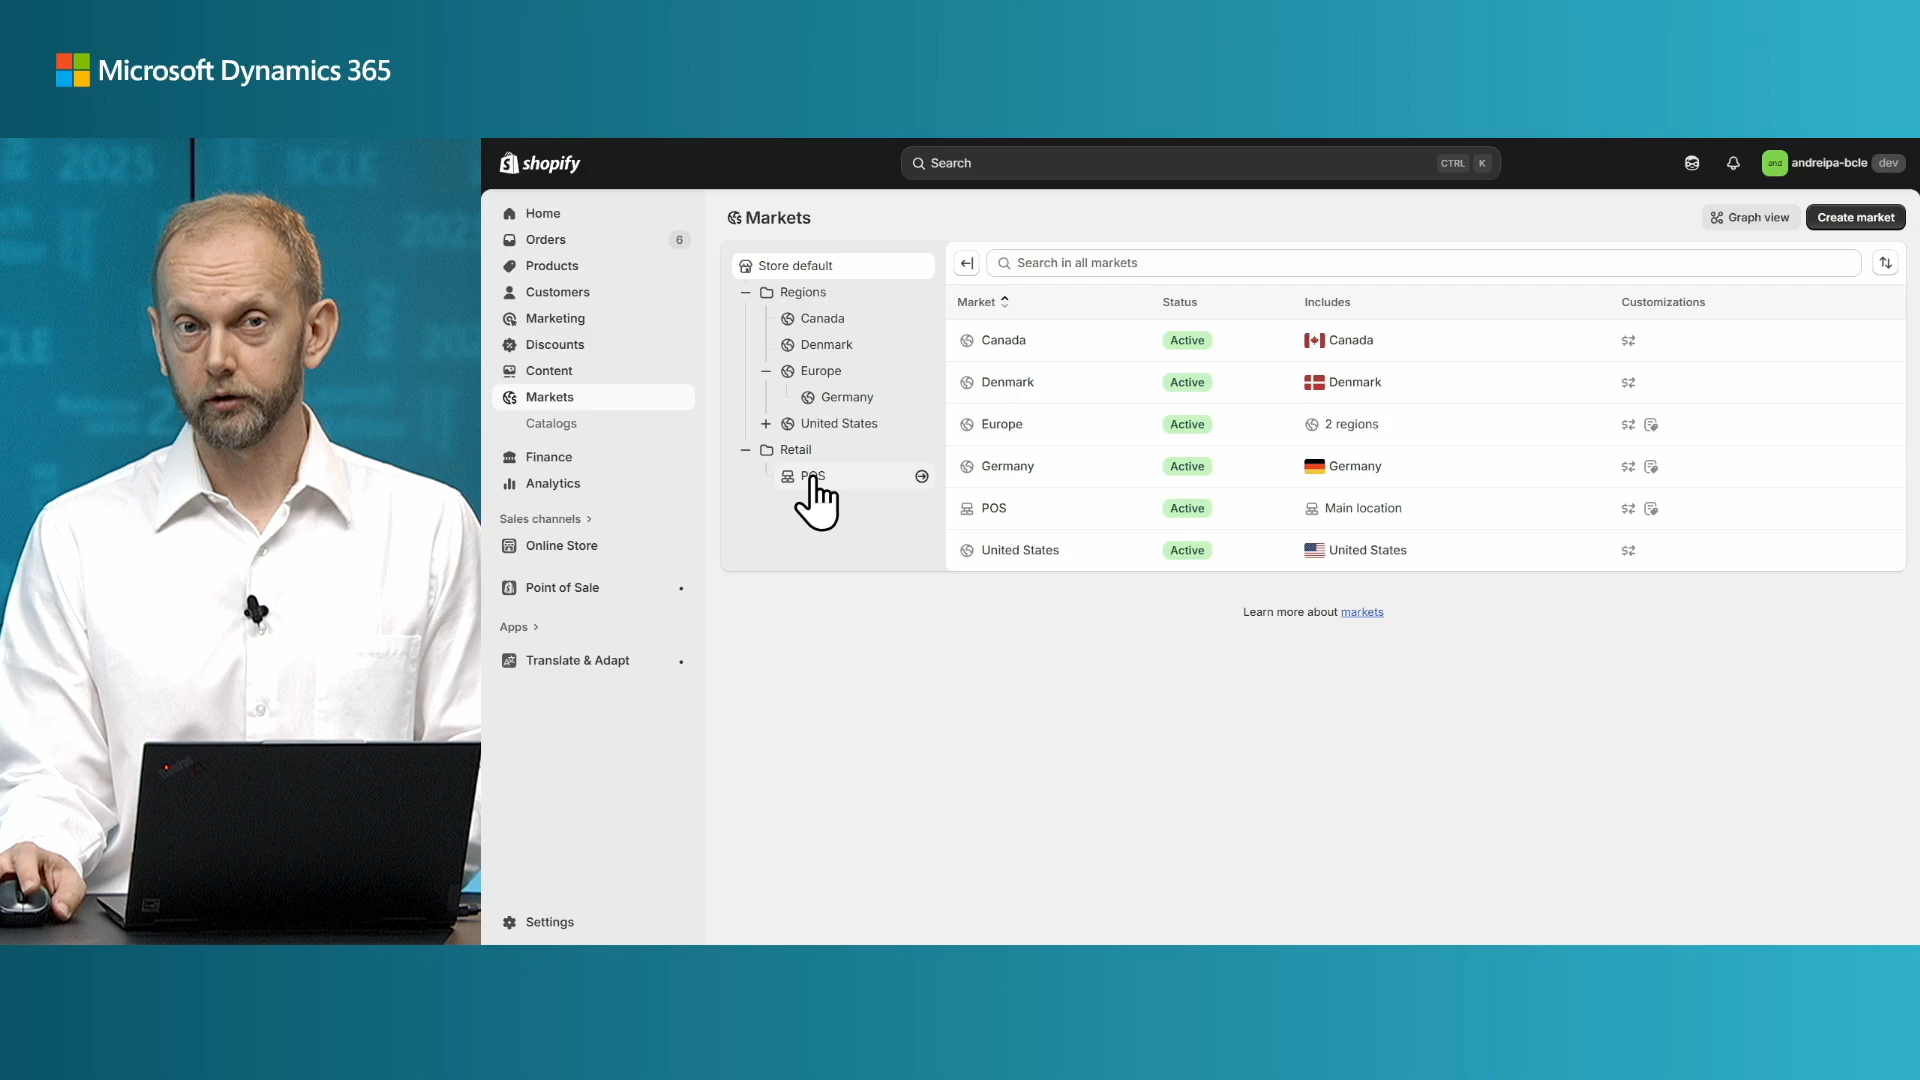 Microsoft Dynamics 365
2025
BCLE
shopify
Search
CTRL K
and
andreipa-bcle
dev
Home
Orders
6
Products
Customers
Marketing
Discounts
Content
Markets
Catalogs
Finance
Analytics
Sales channels
Online Store
Point of Sale
Apps
Translate & Adapt
Settings
Markets
Graph view
Create market
Store default
Regions
Canada
Denmark
Europe
Germany
United States
Retail
POS
Search in all markets
Market Status Includes Customizations
Canada Active Canada
Denmark Active Denmark
Europe Active 2 regions
Germany Active Germany
POS Active Main location
United States Active United States
Learn more about markets